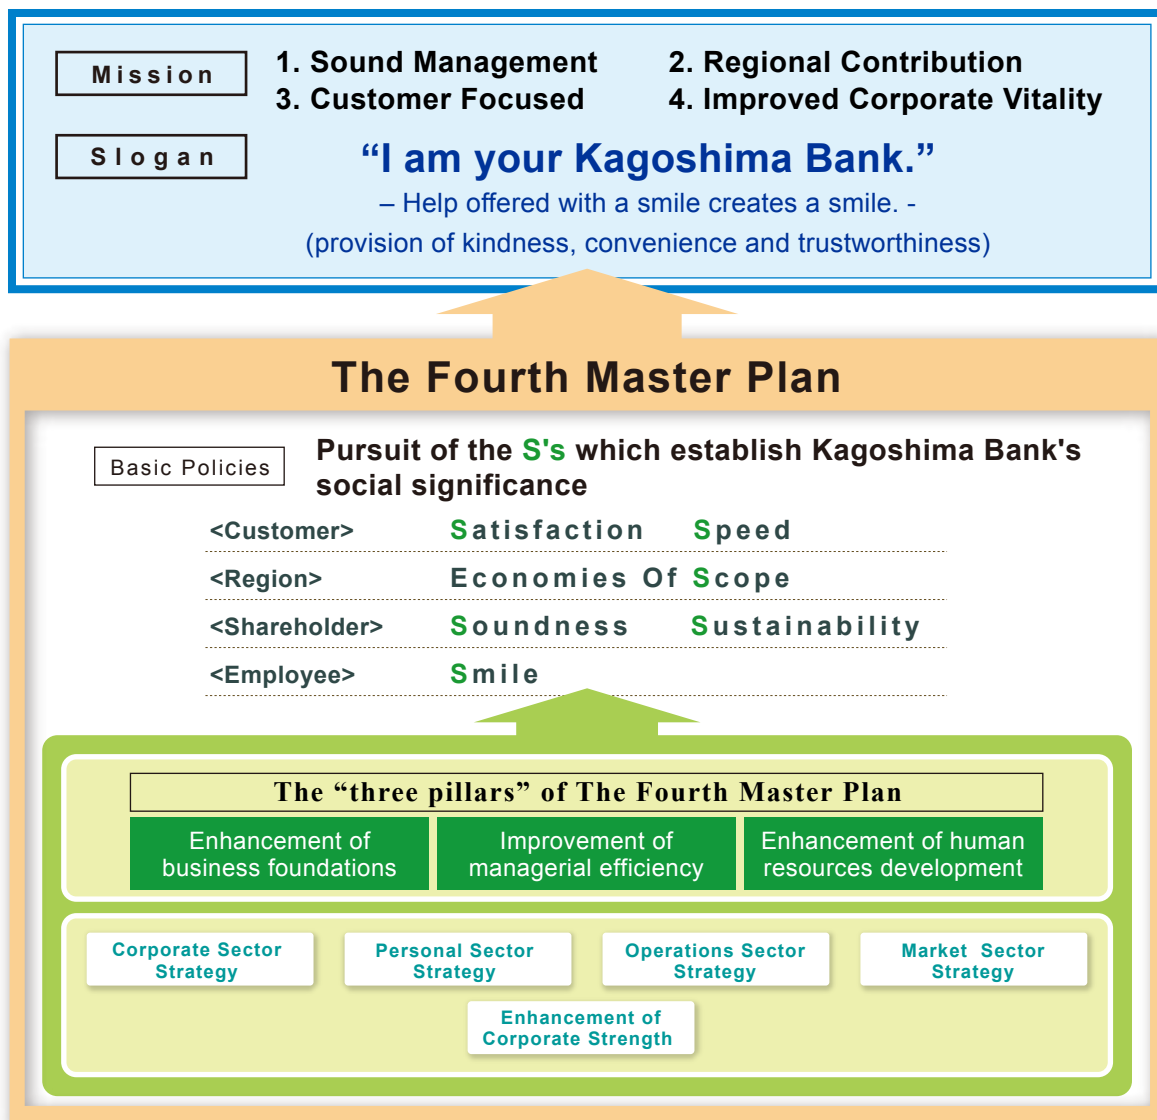 Mission
1. Sound Management 2. Regional Contribution
3. Customer Focused 4. Improved Corporate Vitality
Slogan
“I am your Kagoshima Bank.”
– Help offered with a smile creates a smile. -
(provision of kindness, convenience and trustworthiness)
The Fourth Master Plan
Basic Policies
Pursuit of the S's which establish Kagoshima Bank's
social significance
<Customer> Satisfaction Speed
<Region> Economies Of Scope
<Shareholder> Soundness Sustainability
<Employee> Smile
The “three pillars” of The Fourth Master Plan
Enhancement of
business foundations
Improvement of
managerial efficiency
Enhancement of human
resources development
Corporate Sector
Strategy
Personal Sector
Strategy
Operations Sector
Strategy
Market Sector
Strategy
Enhancement of
Corporate Strength